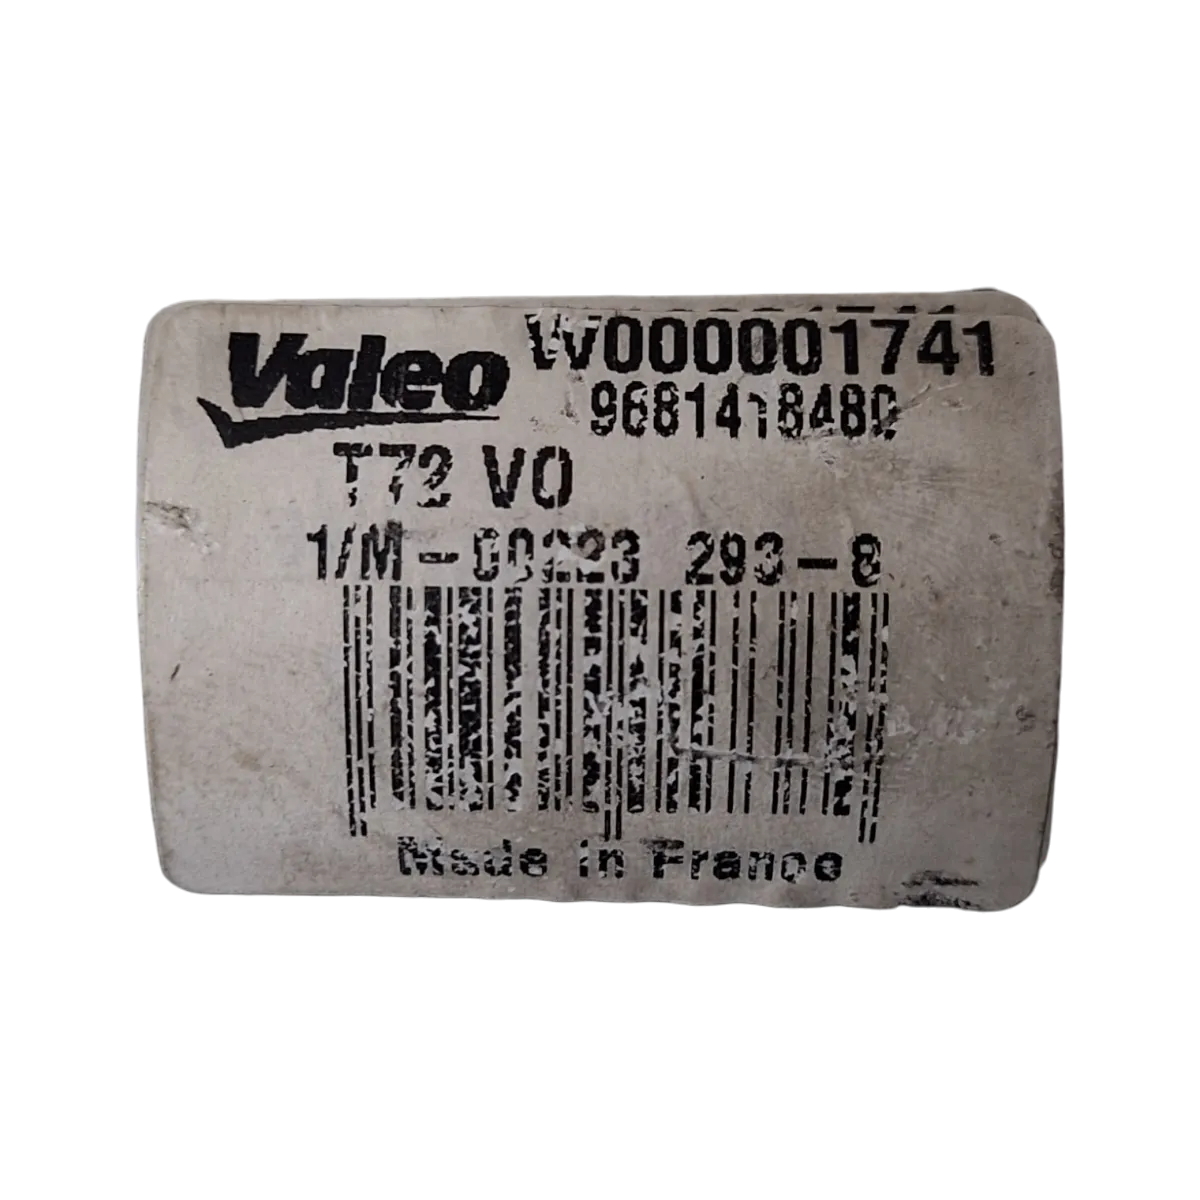 Valeo
W000001741
9681418480
T72 VO
1/M-00223 293-8
Made in France